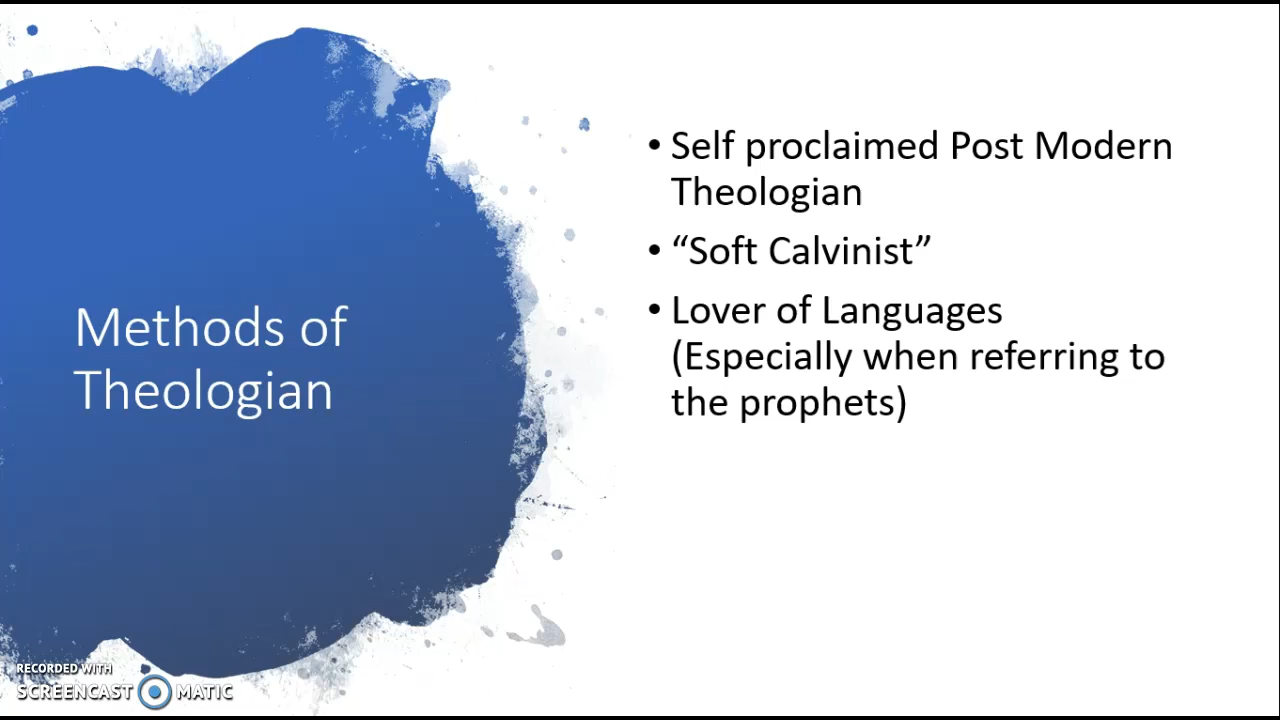 Methods of
Theologian
• Self proclaimed Post Modern
Theologian
• “Soft Calvinist”
• Lover of Languages
(Especially when referring to
the prophets)
RECORDED WITH
SCREENCAST MATIC